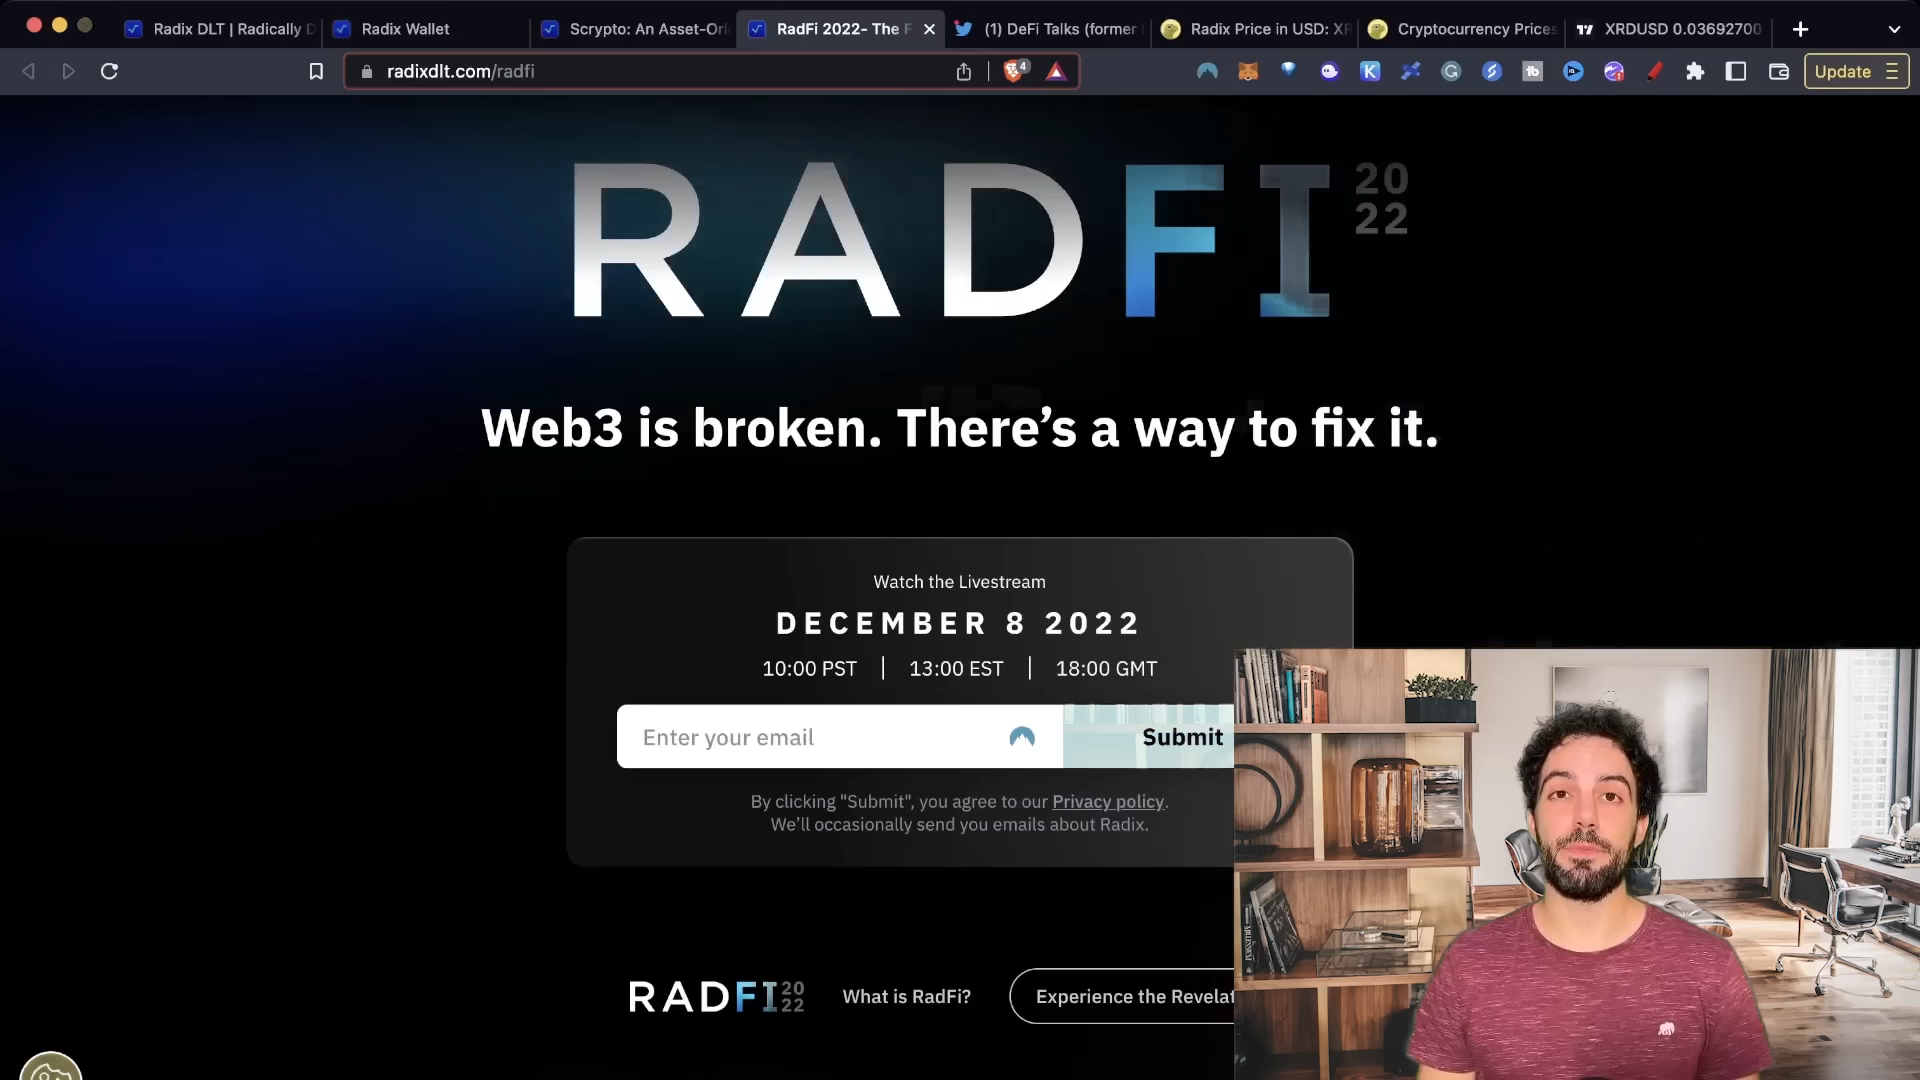 Radix DLT | Radically D
Radix Wallet
Scrypto: An Asset-Ori
RadFi 2022- The F
(1) DeFi Talks (former
Radix Price in USD: XR
Cryptocurrency Prices
XRDUSD 0.03692700
radixdlt.com/radfi
4
Update
RADFI 2022
Web3 is broken. There's a way to fix it.
Watch the Livestream
DECEMBER 8 2022
10:00 PST | 13:00 EST | 18:00 GMT
Enter your email
Submit
By clicking "Submit", you agree to our Privacy policy.
We'll occasionally send you emails about Radix.
RADFI 2022
What is RadFi?
Experience the Revelat